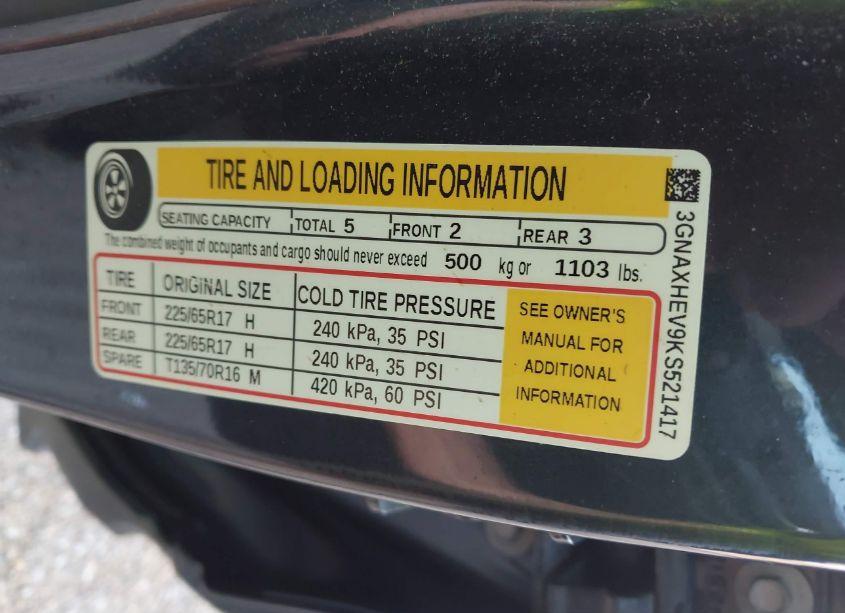 TIRE AND LOADING INFORMATION
SEATING CAPACITY TOTAL 5 FRONT 2 REAR 3
The combined weight of occupants and cargo should never exceed 500 kg or 1103 lbs.
TIRE ORIGINAL SIZE COLD TIRE PRESSURE
FRONT 225/65R17 H 240 kPa, 35 PSI
REAR 225/65R17 H 240 kPa, 35 PSI
SPARE T135/70R16 M 420 kPa, 60 PSI
SEE OWNER'S
MANUAL FOR
ADDITIONAL
INFORMATION
3GNAXHEV9KS521417